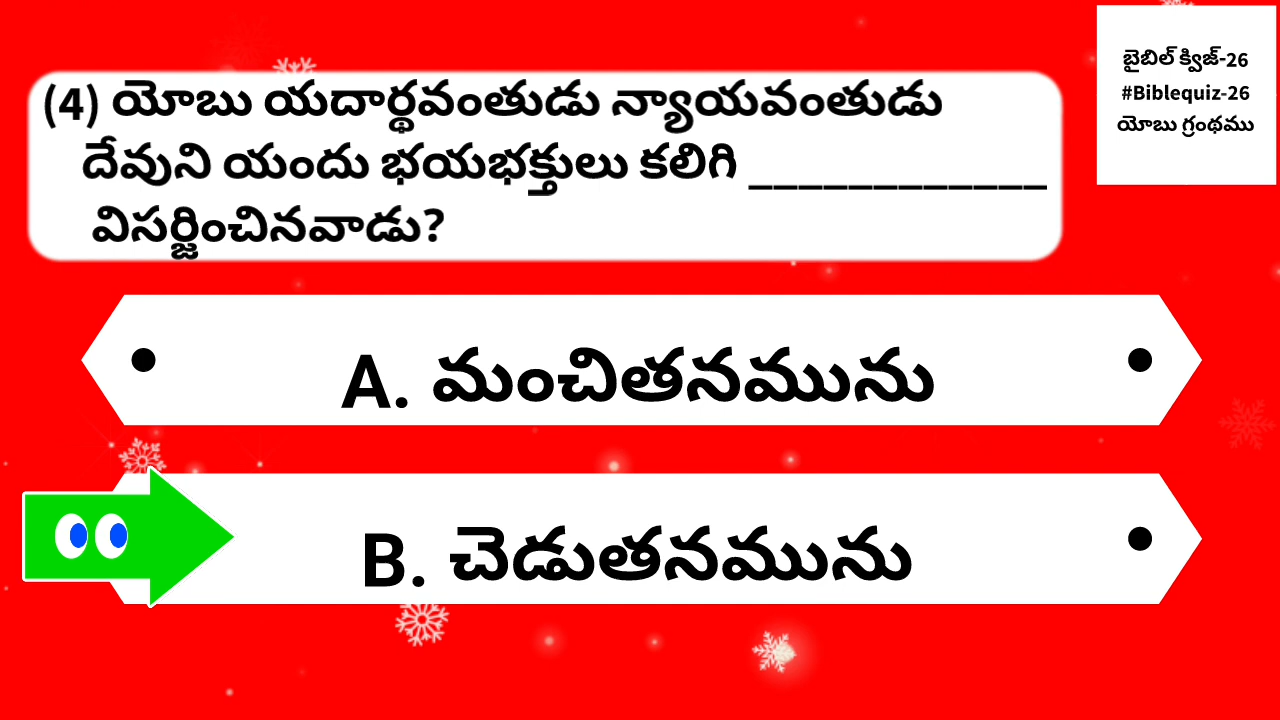 (4) యోబు యదార్థవంతుడు న్యాయవంతుడు
దేవుని యందు భయభక్తులు కలిగి ____________
విసర్జించినవాడు?
బైబిల్ క్విజ్-26
#Biblequiz-26
యోబు గ్రంథము
A. మంచితనమును
B. చెడుతనమును